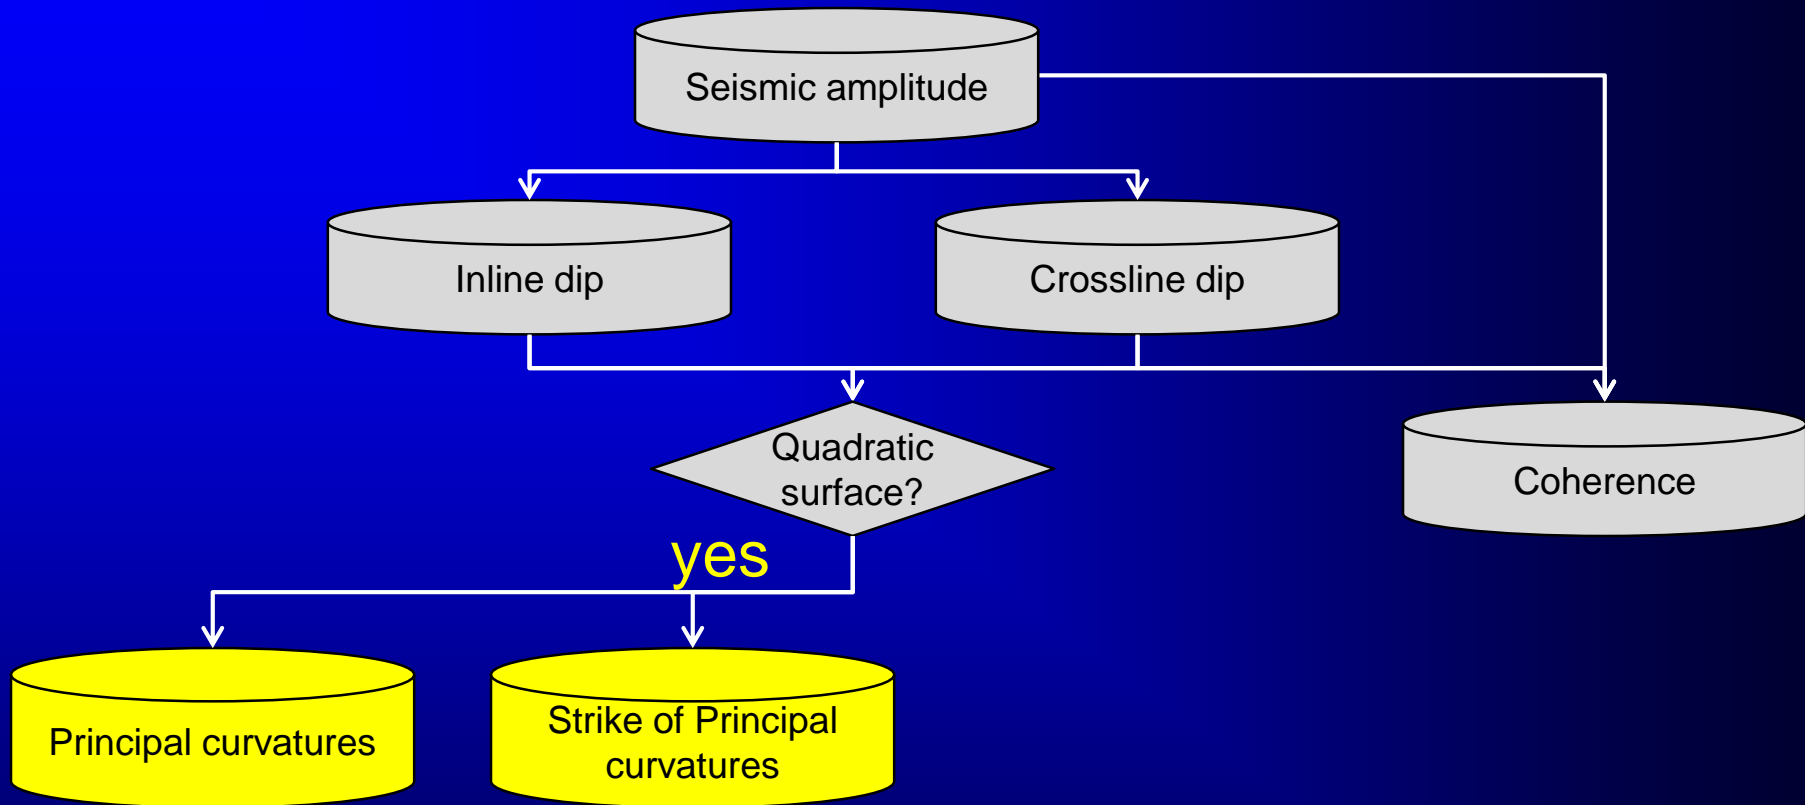 Seismic amplitude
Inline dip
Crossline dip
Quadratic
surface?
Coherence
yes
Principal curvatures
Strike of Principal
curvatures